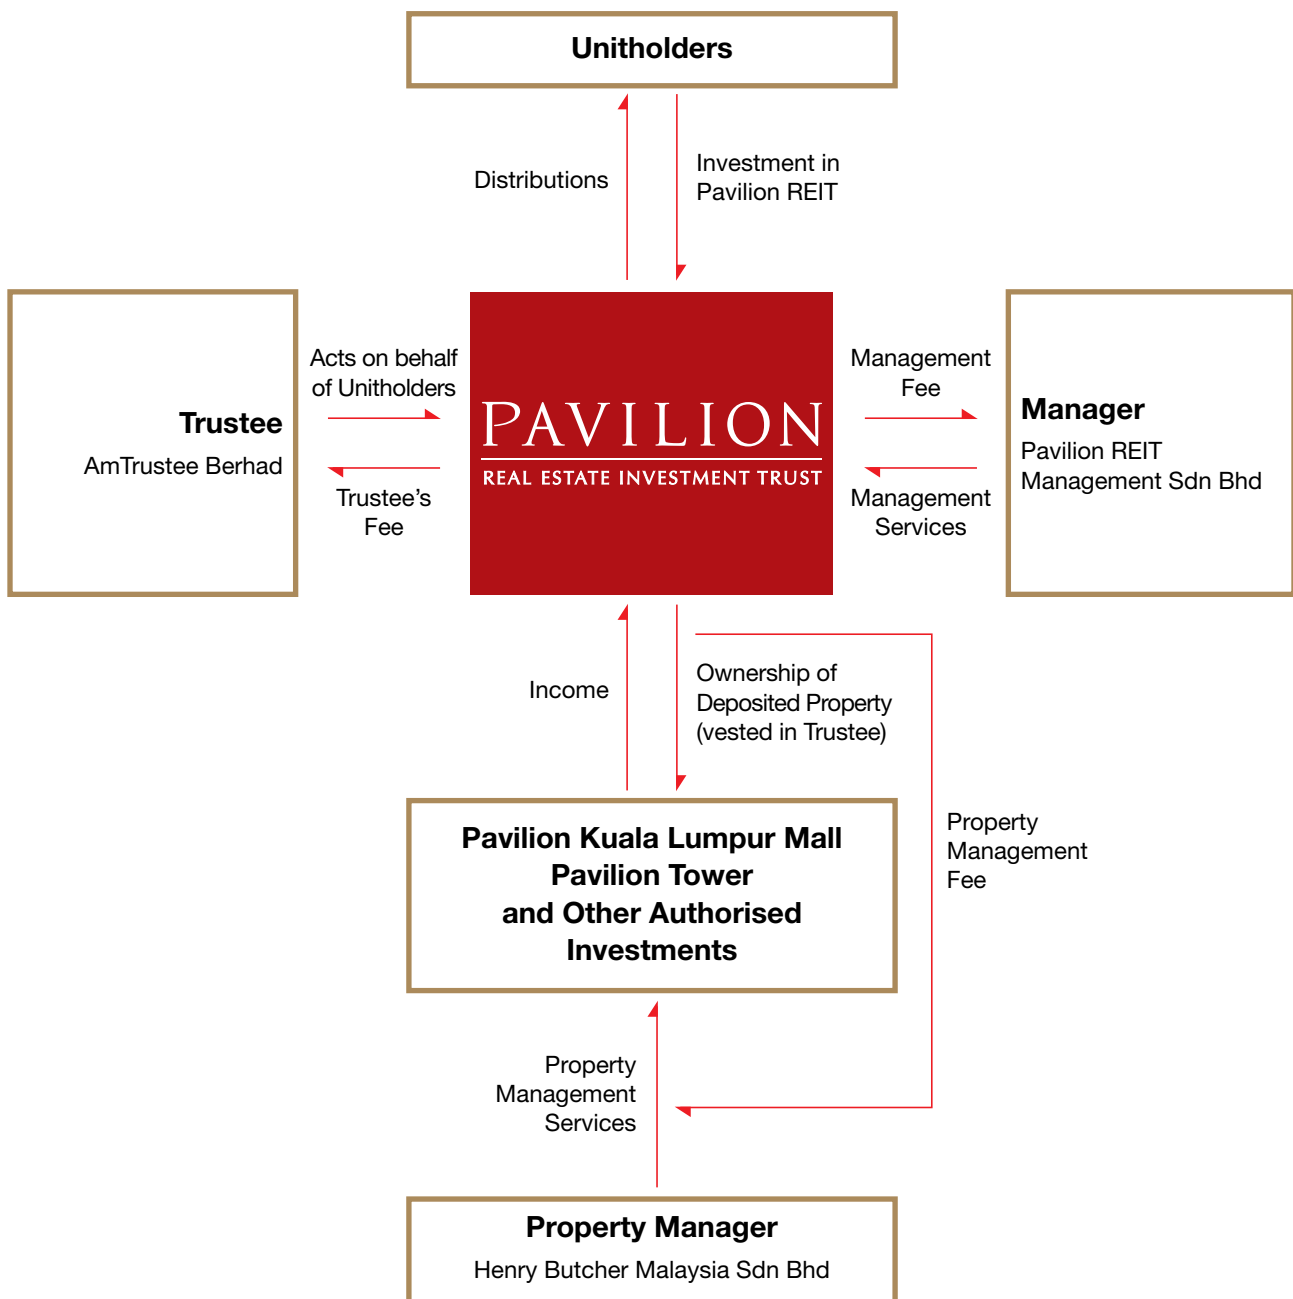 Unitholders
Distributions
Investment in
Pavilion REIT
Trustee
AmTrustee Berhad
Acts on behalf
of Unitholders
Trustee’s
Fee
PAVILION
REAL ESTATE INVESTMENT TRUST
Management
Fee
Management
Services
Manager
Pavilion REIT
Management Sdn Bhd
Income
Ownership of
Deposited Property
(vested in Trustee)
Pavilion Kuala Lumpur Mall
Pavilion Tower
and Other Authorised
Investments
Property
Management
Fee
Property
Management
Services
Property Manager
Henry Butcher Malaysia Sdn Bhd